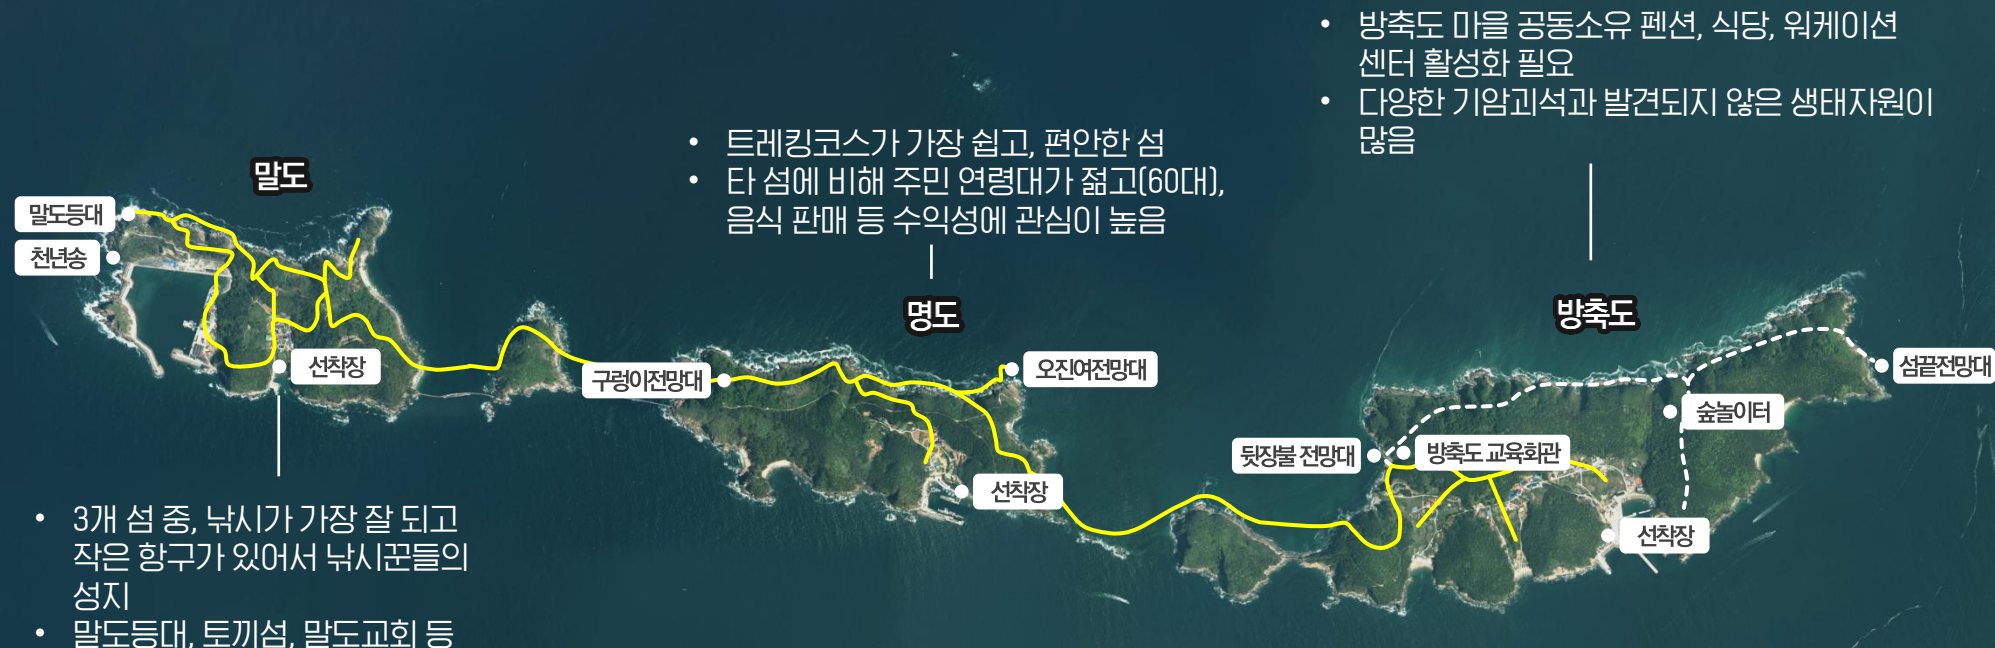 • 방축도 마을 공동소유 펜션, 식당, 워케이션
센터 활성화 필요
• 다양한 기암괴석과 발견되지 않은 생태자원이
많음
• 트레킹코스가 가장 쉽고, 편안한 섬
• 타 섬에 비해 주민 연령대가 젊고(60대),
음식 판매 등 수익성에 관심이 높음
말도
말도등대
천년송
선착장
명도
구렁이전망대
오진여전망대
선착장
방축도
섬끝전망대
숲놀이터
뒷장불 전망대
방축도 교육회관
선착장
• 3개 섬 중, 낚시가 가장 잘 되고
작은 항구가 있어서 낚시꾼들의
성지
• 말도등대, 토끼섬, 말도교회 등